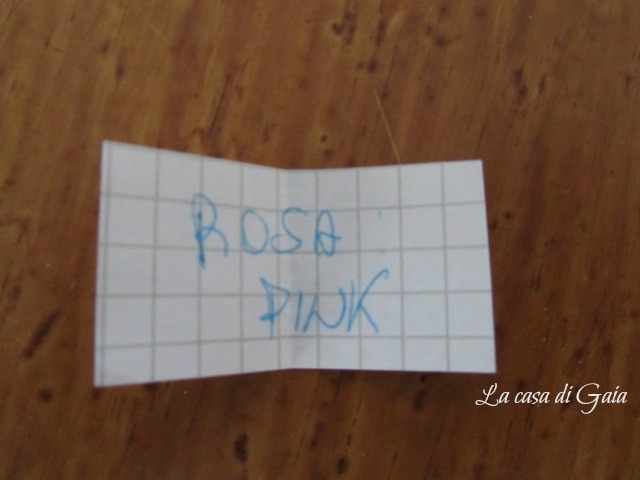 ROSA :
PINK
La casa di Gaia